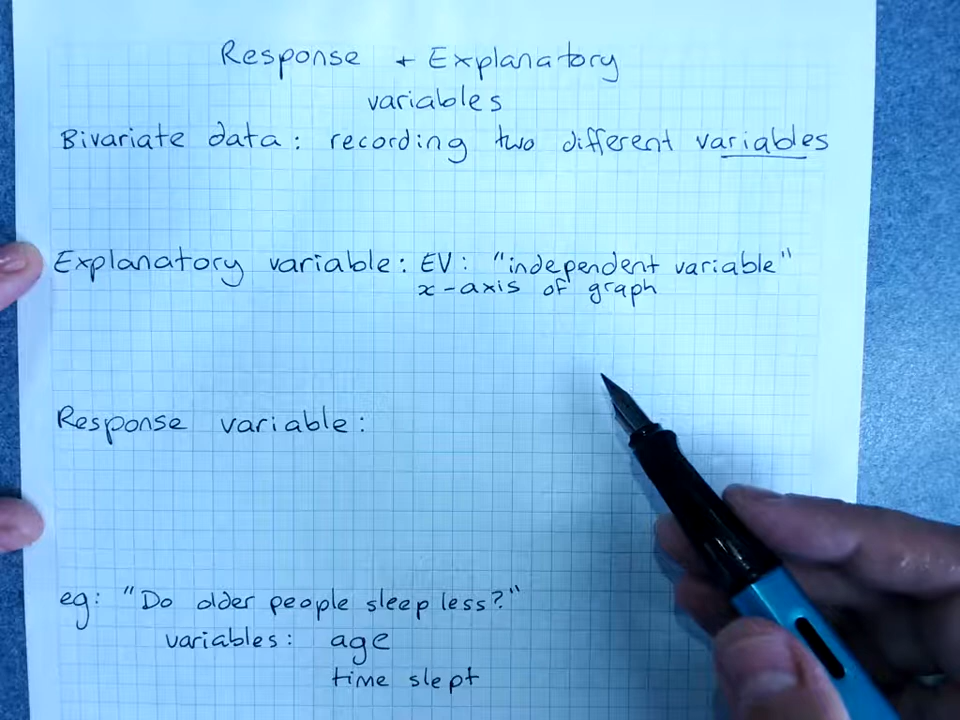 Response + Explanatory
variables
Bivariate data: recording two different variables
Explanatory variable: EV: "independent variable"
x-axis of graph
Response variable:
eg: "Do older people sleep less?"
variables: age
time slept